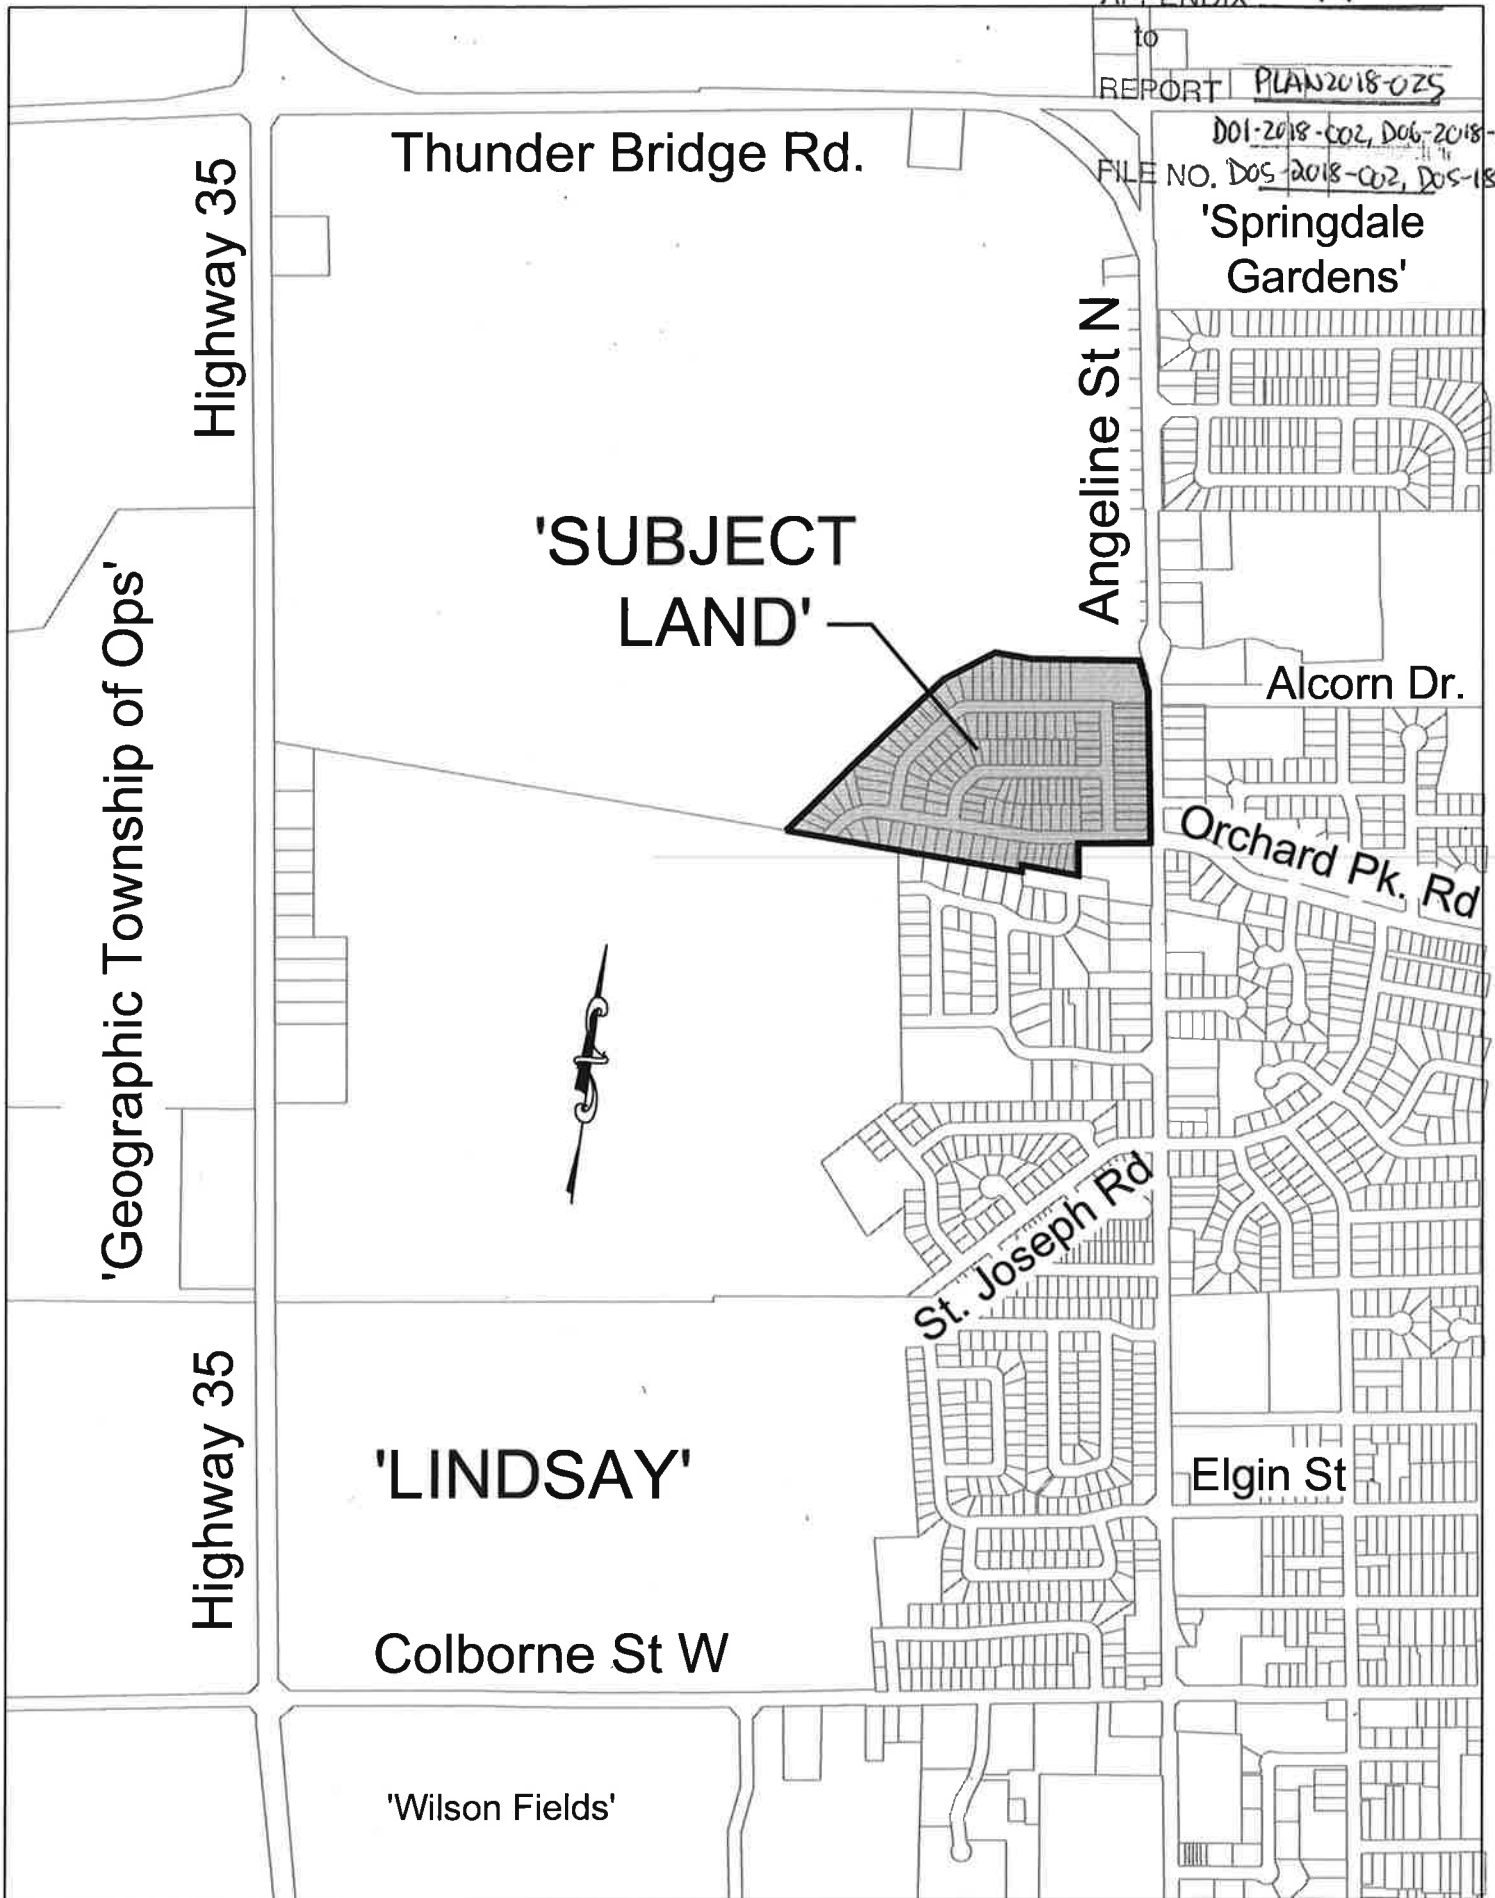 APPENDIX
to
REPORT PLAN2018-025
D01-2018-002, D06-2018-
FILE NO. D05-2018-002, D05-18
Thunder Bridge Rd.
Highway 35
'Springdale
Gardens'
Angeline St N
'SUBJECT
LAND'
'Geographic Township of Ops'
Alcorn Dr.
Orchard Pk. Rd
St. Joseph Rd
Highway 35
'LINDSAY'
Elgin St
Colborne St W
'Wilson Fields'